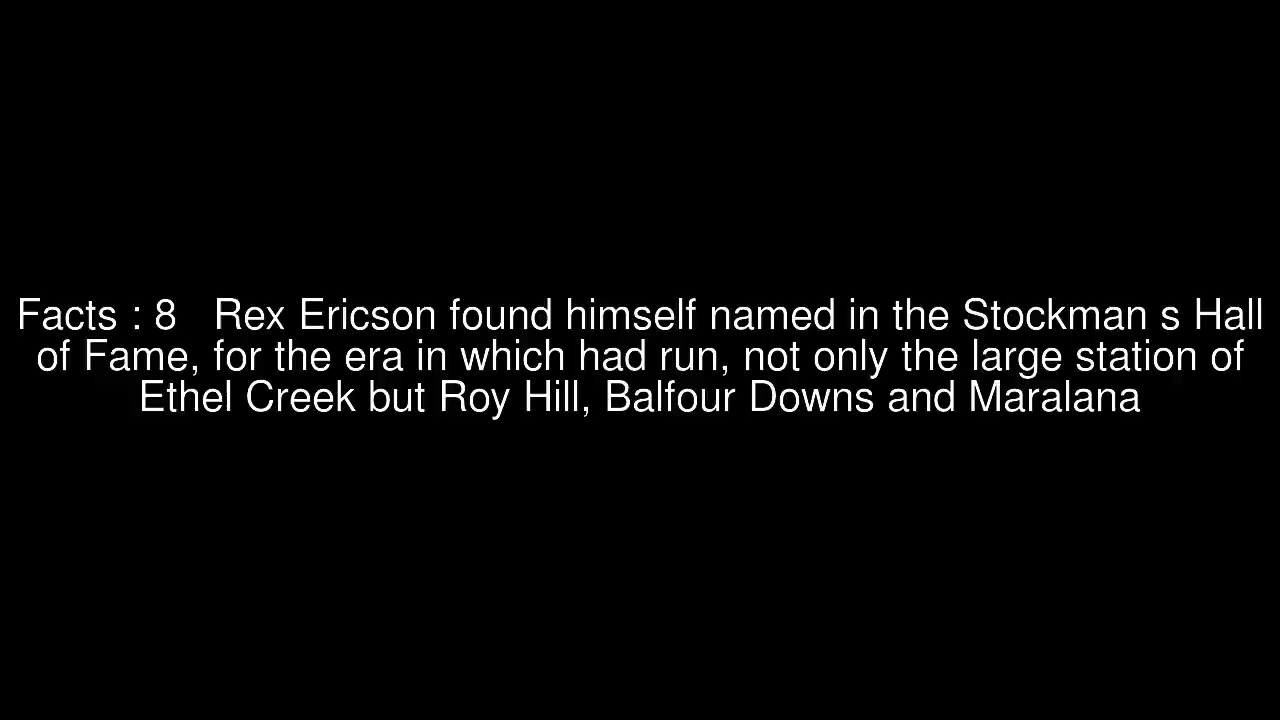 Facts : 8   Rex Ericson found himself named in the Stockman s Hall
of Fame, for the era in which had run, not only the large station of
Ethel Creek but Roy Hill, Balfour Downs and Maralana